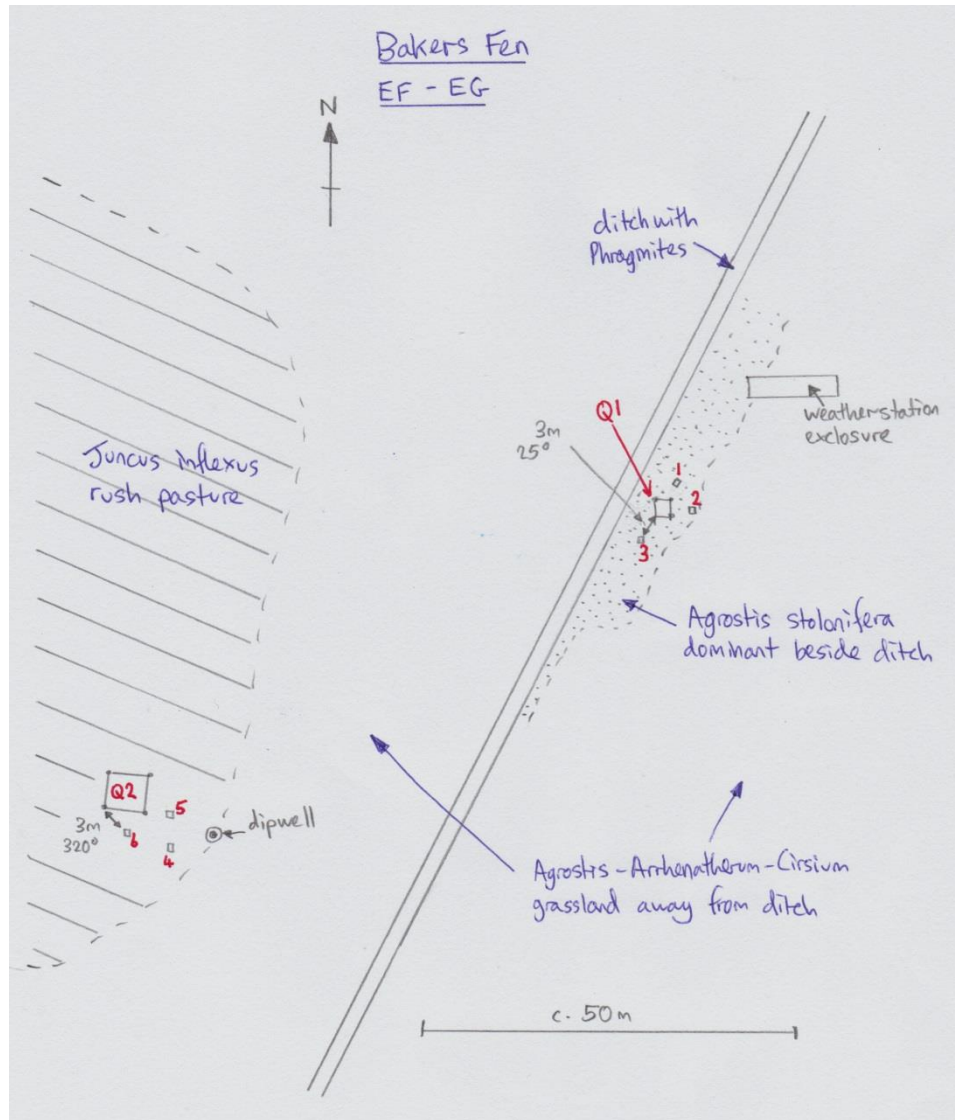 Bakers Fen
EF - EG
N
ditch with
Phragmites
Q1
3m
25°
weatherstation
exclosure
1
2
3
Juncus inflexus
rush pasture
Agrostis stolonifera
dominant beside ditch
Q2
5
3m
320°
6
4
dipwell
Agrostis-Arrhenatherum-Cirsium
grassland away from ditch
c. 50m